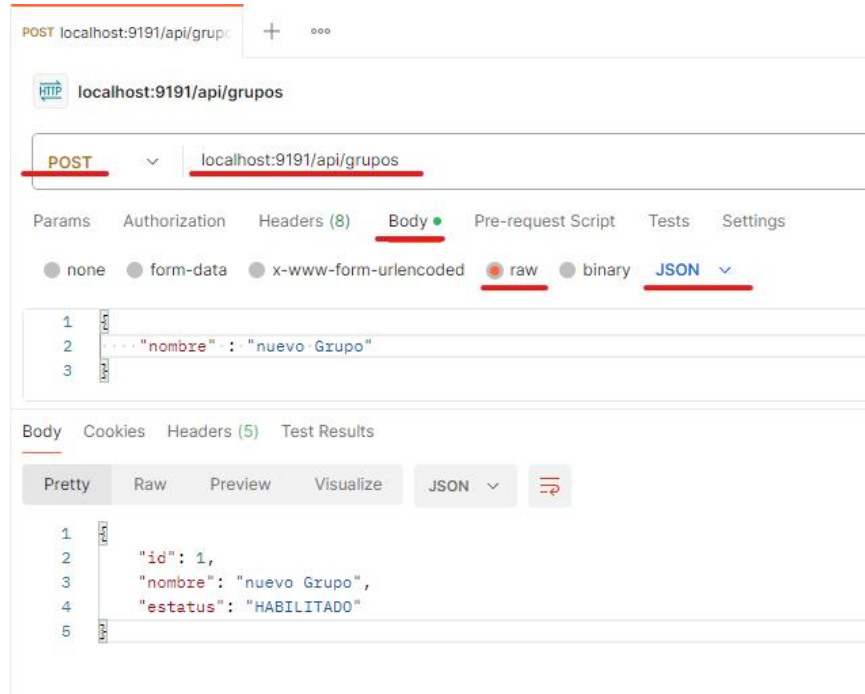 POST localhost:9191/api/grupo
HTTP localhost:9191/api/grupos
POST localhost:9191/api/grupos
Params Authorization Headers (8) Body Pre-request Script Tests Settings
none form-data x-www-form-urlencoded raw binary JSON
1 {
2 "nombre" : "nuevo Grupo"
3 }
Body Cookies Headers (5) Test Results
Pretty Raw Preview Visualize JSON
1 {
2 "id": 1,
3 "nombre": "nuevo Grupo",
4 "estatus": "HABILITADO"
5 }